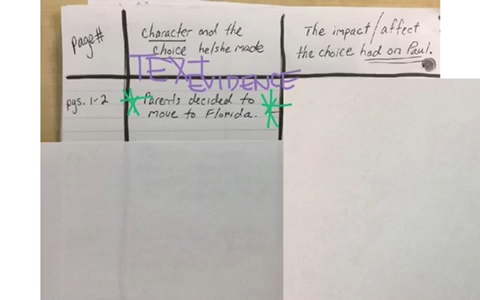 page#
character and the
choice he/she made
The impact/affect
the choice had on Paul.
TEXT
EVIDENCE
pgs. 1-2
Parents decided to
move to Florida.